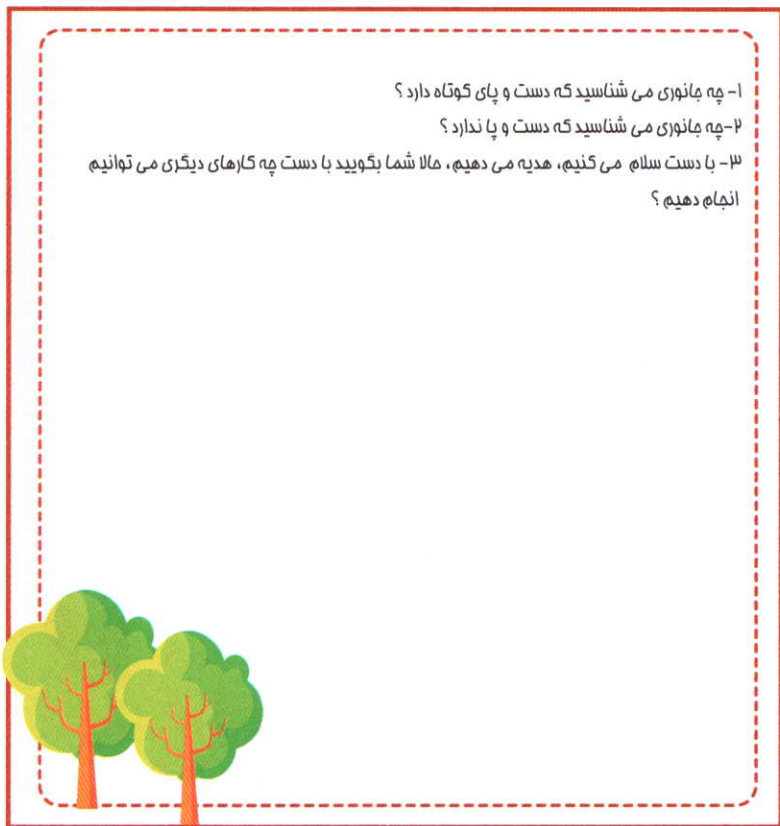 ۱- چه جانوری می شناسید که دست و پای کوتاه دارد ؟
۲-چه جانوری می شناسید که دست و پا ندارد ؟
۳- با دست سلام می کنیم، هدیه می دهیم، حالا شما بگویید با دست چه کارهای دیگری می توانیم
انجام دهیم ؟